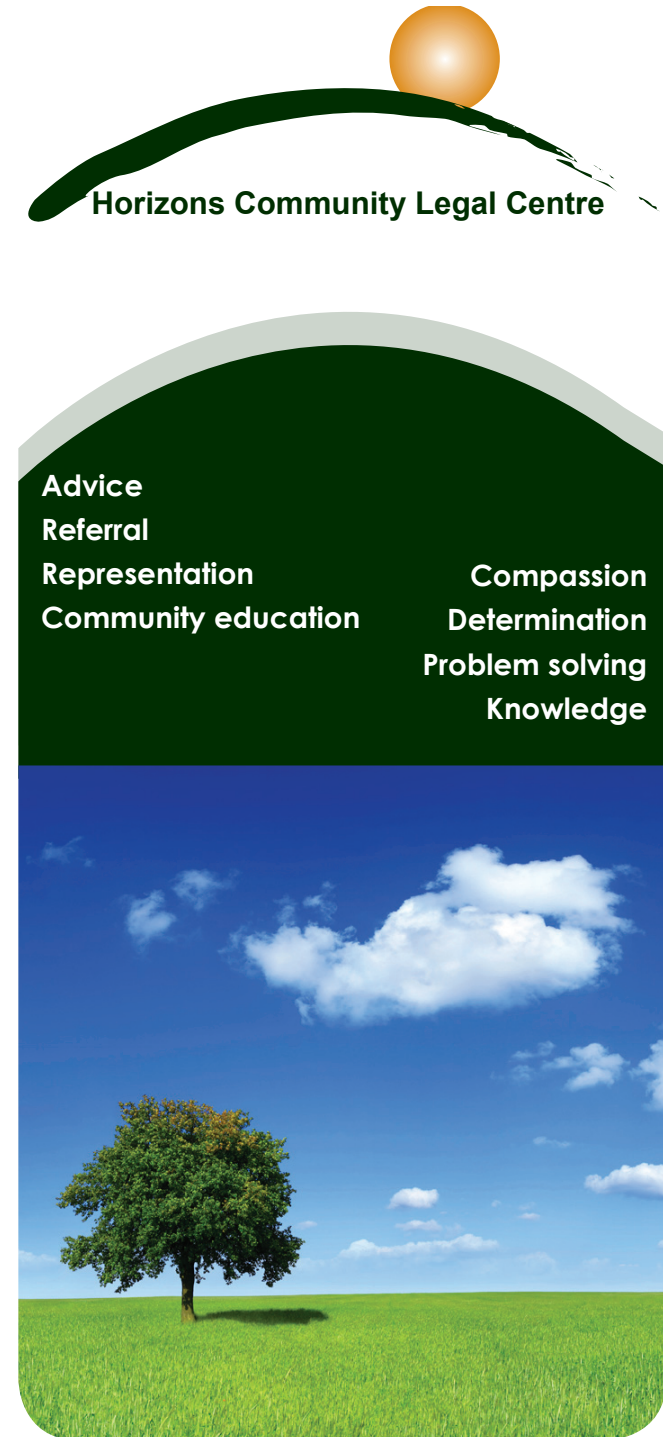 Horizons Community Legal Centre
Advice
Referral
Representation
Community education
Compassion
Determination
Problem solving
Knowledge